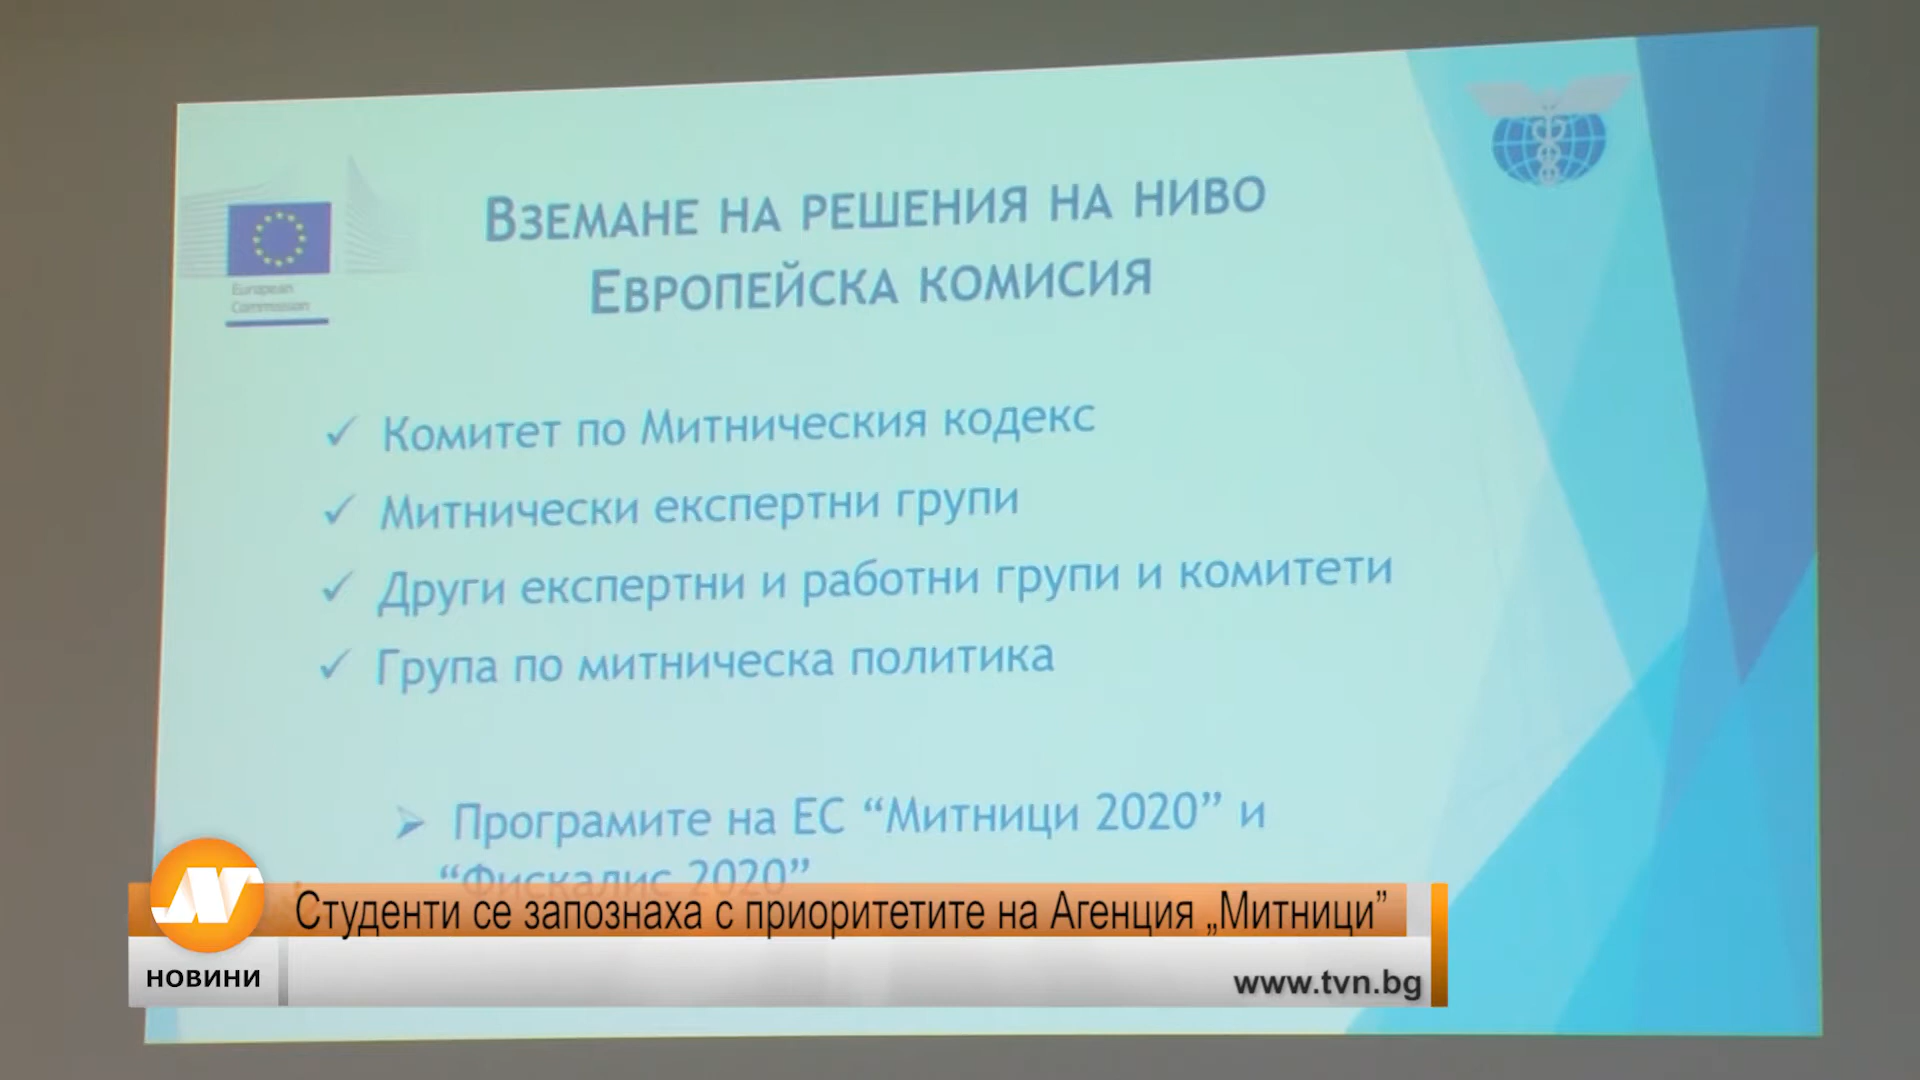 Вземане на решения на ниво
Европейска комисия
European
Commission
Комитет по Митническия кодекс
Митнически експертни групи
Други експертни и работни групи и комитети
Група по митническа политика
Програмите на ЕС “Митници 2020” и
“Фискалис 2020”
Студенти се запознаха с приоритетите на Агенция „Митници”
НОВИНИ
www.tvn.bg